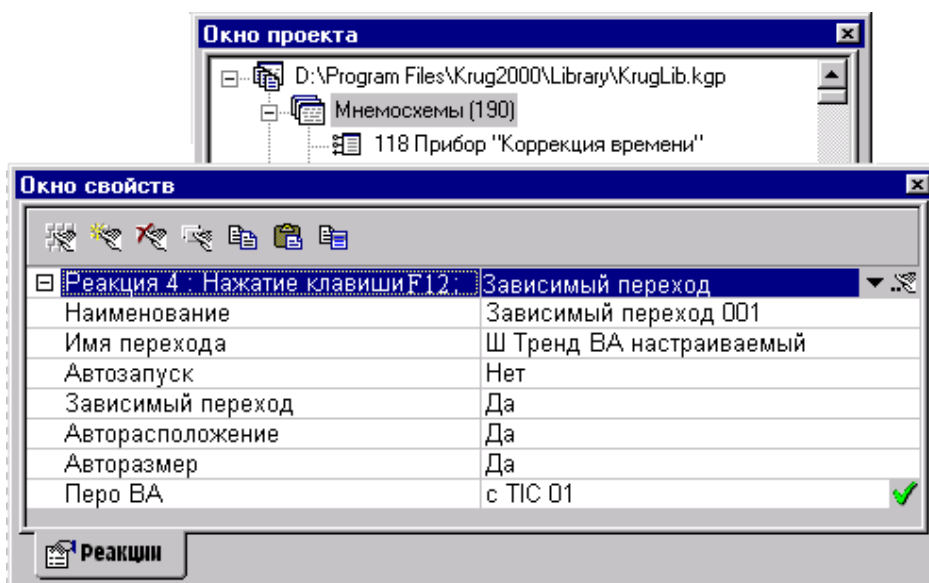 Окно проекта
D:\Program Files\Krug2000\Library\KrugLib.kgp
Мнемосхемы (190)
118 Прибор "Коррекция времени"
Окно свойств
Реакция 4 : Нажатие клавиши F12; Зависимый переход
Наименование Зависимый переход 001
Имя перехода Ш Тренд ВА настраиваемый
Автозапуск Нет
Зависимый переход Да
Авторасположение Да
Авторазмер Да
Перо ВА с TIC 01
Реакции